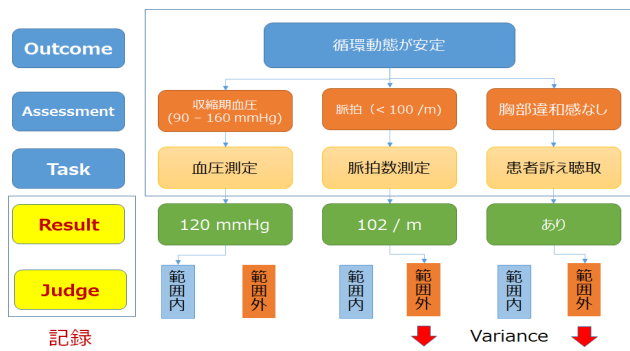 Outcome
循環動態が安定
Assessment
収縮期血圧
(90 – 160 mmHg)
脈拍（< 100 /m)
胸部違和感なし
Task
血圧測定
脈拍数測定
患者訴え聴取
Result
120 mmHg
102 / m
あり
Judge
範囲内
範囲外
範囲内
範囲外
範囲内
範囲外
記録
Variance